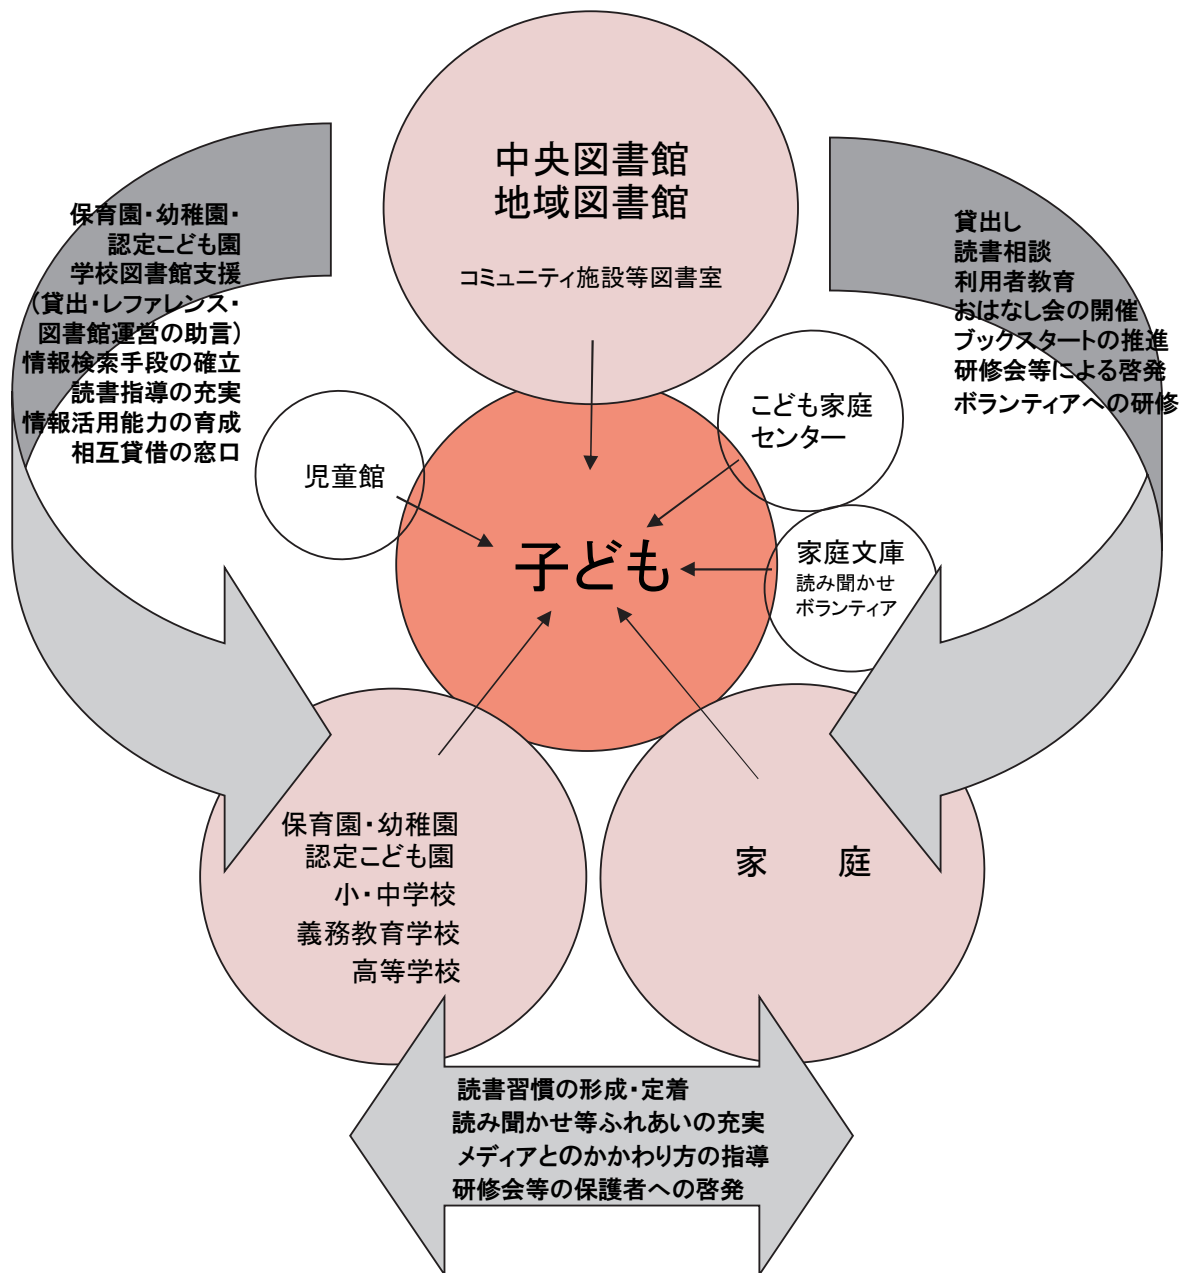 中央図書館
地域図書館
コミュニティ施設等図書室
保育園・幼稚園・
認定こども園
学校図書館支援
（貸出・レファレンス・
図書館運営の助言）
情報検索手段の確立
読書指導の充実
情報活用能力の育成
相互貸借の窓口
貸出し
読書相談
利用者教育
おはなし会の開催
ブックスタートの推進
研修会等による啓発
ボランティアへの研修
児童館
こども家庭
センター
家庭文庫
読み聞かせ
ボランティア
子ども
保育園・幼稚園
認定こども園
小・中学校
義務教育学校
高等学校
家　　庭
読書習慣の形成・定着
読み聞かせ等ふれあいの充実
メディアとのかかわり方の指導
研修会等の保護者への啓発